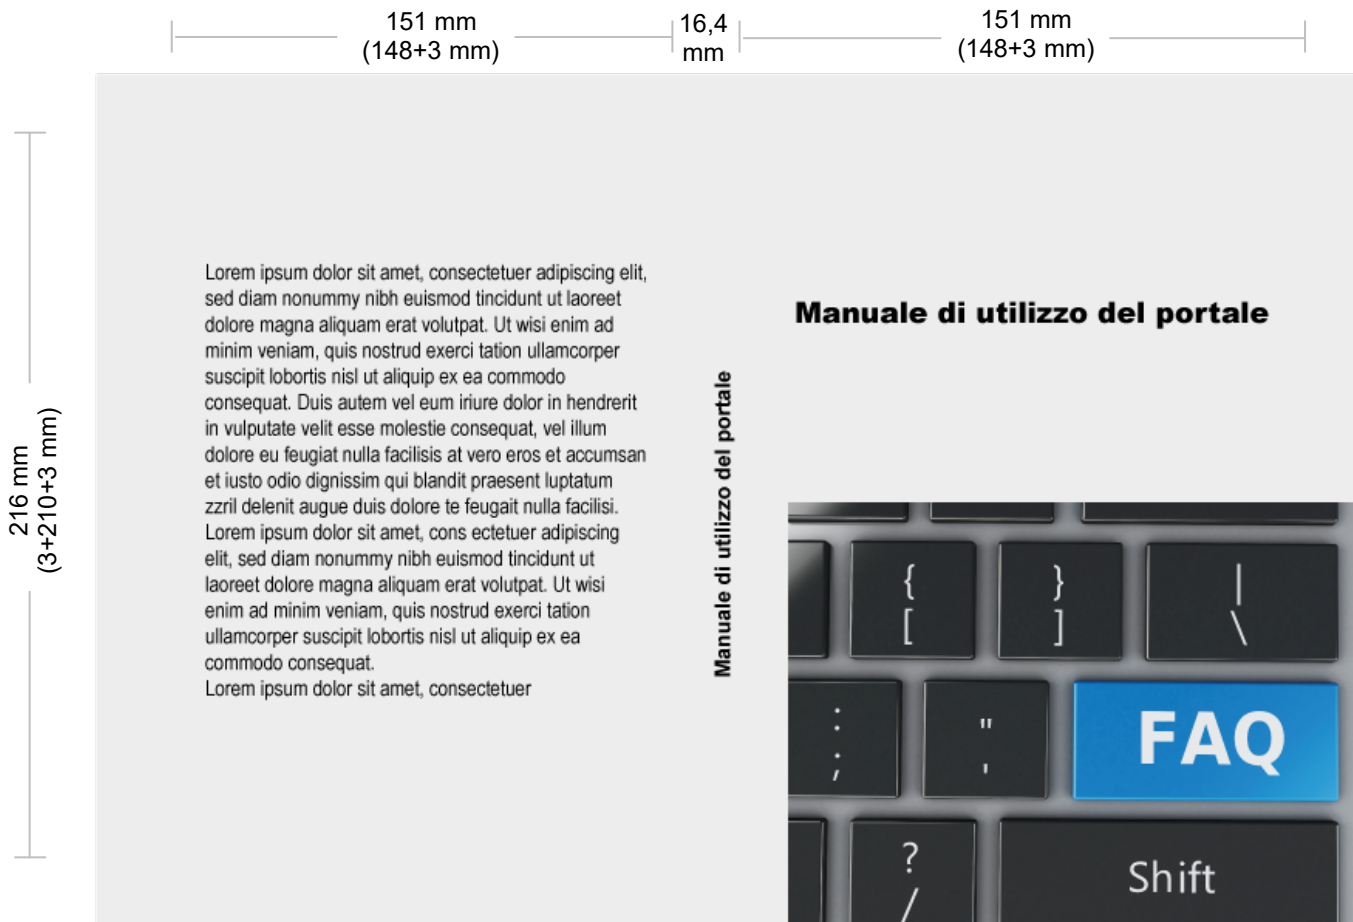 151 mm
(148+3 mm)
16,4
mm
151 mm
(148+3 mm)
216 mm
(3+210+3 mm)
Lorem ipsum dolor sit amet, consectetuer adipiscing elit,
sed diam nonummy nibh euismod tincidunt ut laoreet
dolore magna aliquam erat volutpat. Ut wisi enim ad
minim veniam, quis nostrud exerci tation ullamcorper
suscipit lobortis nisl ut aliquip ex ea commodo
consequat. Duis autem vel eum iriure dolor in hendrerit
in vulputate velit esse molestie consequat, vel illum
dolore eu feugiat nulla facilisis at vero eros et accumsan
et iusto odio dignissim qui blandit praesent luptatum
zzril delenit augue duis dolore te feugait nulla facilisi.
Lorem ipsum dolor sit amet, cons ectetuer adipiscing
elit, sed diam nonummy nibh euismod tincidunt ut
laoreet dolore magna aliquam erat volutpat. Ut wisi
enim ad minim veniam, quis nostrud exerci tation
ullamcorper suscipit lobortis nisl ut aliquip ex ea
commodo consequat.
Lorem ipsum dolor sit amet, consectetuer
Manuale di utilizzo del portale
Manuale di utilizzo del portale
{ } |
[ ] \
: "
; '
FAQ
?
/
Shift